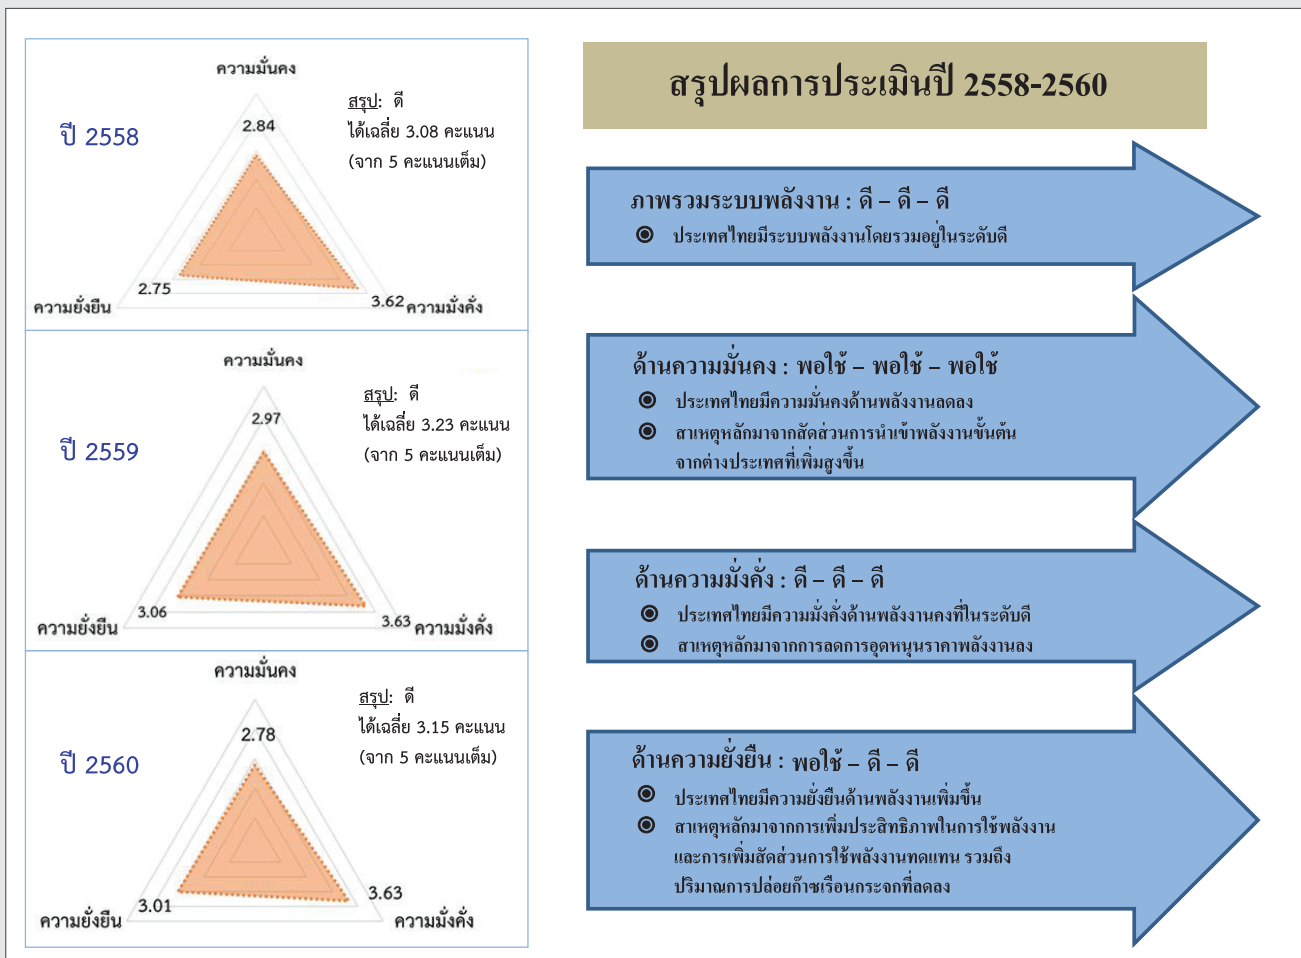 ความมั่นคง
ปี 2558
สรุป: ดี
ได้เฉลี่ย 3.08 คะแนน
(จาก 5 คะแนนเต็ม)
2.84
2.75
3.62
ความยั่งยืน
ความมั่งคั่ง
ความมั่นคง
ปี 2559
สรุป: ดี
ได้เฉลี่ย 3.23 คะแนน
(จาก 5 คะแนนเต็ม)
2.97
3.06
3.63
ความยั่งยืน
ความมั่งคั่ง
ความมั่นคง
ปี 2560
สรุป: ดี
ได้เฉลี่ย 3.15 คะแนน
(จาก 5 คะแนนเต็ม)
2.78
3.01
3.63
ความยั่งยืน
ความมั่งคั่ง
สรุปผลการประเมินปี 2558-2560
ภาพรวมระบบพลังงาน : ดี – ดี – ดี
ประเทศไทยมีระบบพลังงานโดยรวมอยู่ในระดับดี
ด้านความมั่นคง : พอใช้ – พอใช้ – พอใช้
ประเทศไทยมีความมั่นคงด้านพลังงานลดลง
สาเหตุหลักมาจากสัดส่วนการนำเข้าพลังงานขั้นต้น
จากต่างประเทศที่เพิ่มสูงขึ้น
ด้านความมั่งคั่ง : ดี – ดี – ดี
ประเทศไทยมีความมั่งคั่งด้านพลังงานคงที่ในระดับดี
สาเหตุหลักมาจากการลดการอุดหนุนราคาพลังงานลง
ด้านความยั่งยืน : พอใช้ – ดี – ดี
ประเทศไทยมีความยั่งยืนด้านพลังงานเพิ่มขึ้น
สาเหตุหลักมาจากการเพิ่มประสิทธิภาพในการใช้พลังงาน
และการเพิ่มสัดส่วนการใช้พลังงานทดแทน รวมถึง
ปริมาณการปล่อยก๊าซเรือนกระจกที่ลดลง